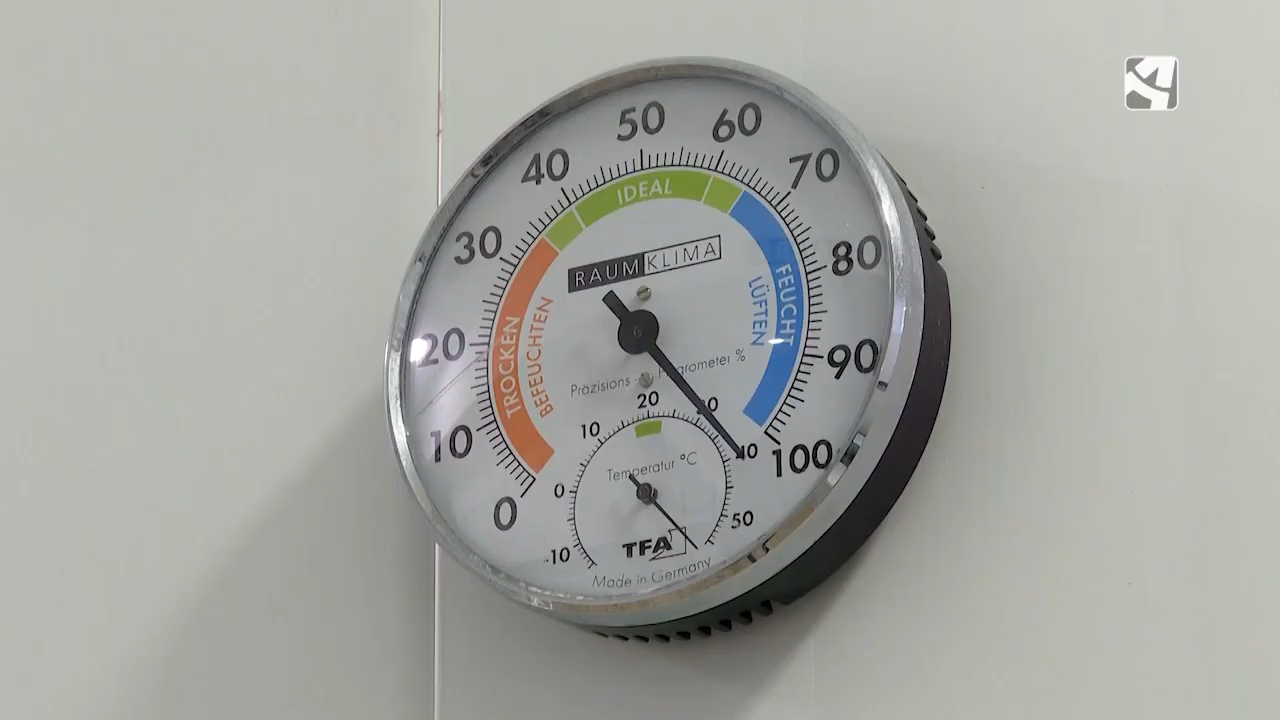 50
60
40
70
IDEAL
30
80
RAUMKLIMA
FEUCHT
LÜFTEN
20
TROCKEN
BEFEUCHTEN
90
Präzisions - Hygrometer %
20
30
10
10
40
100
Temperatur °C
0
0
50
TFA
-10
Made in Germany